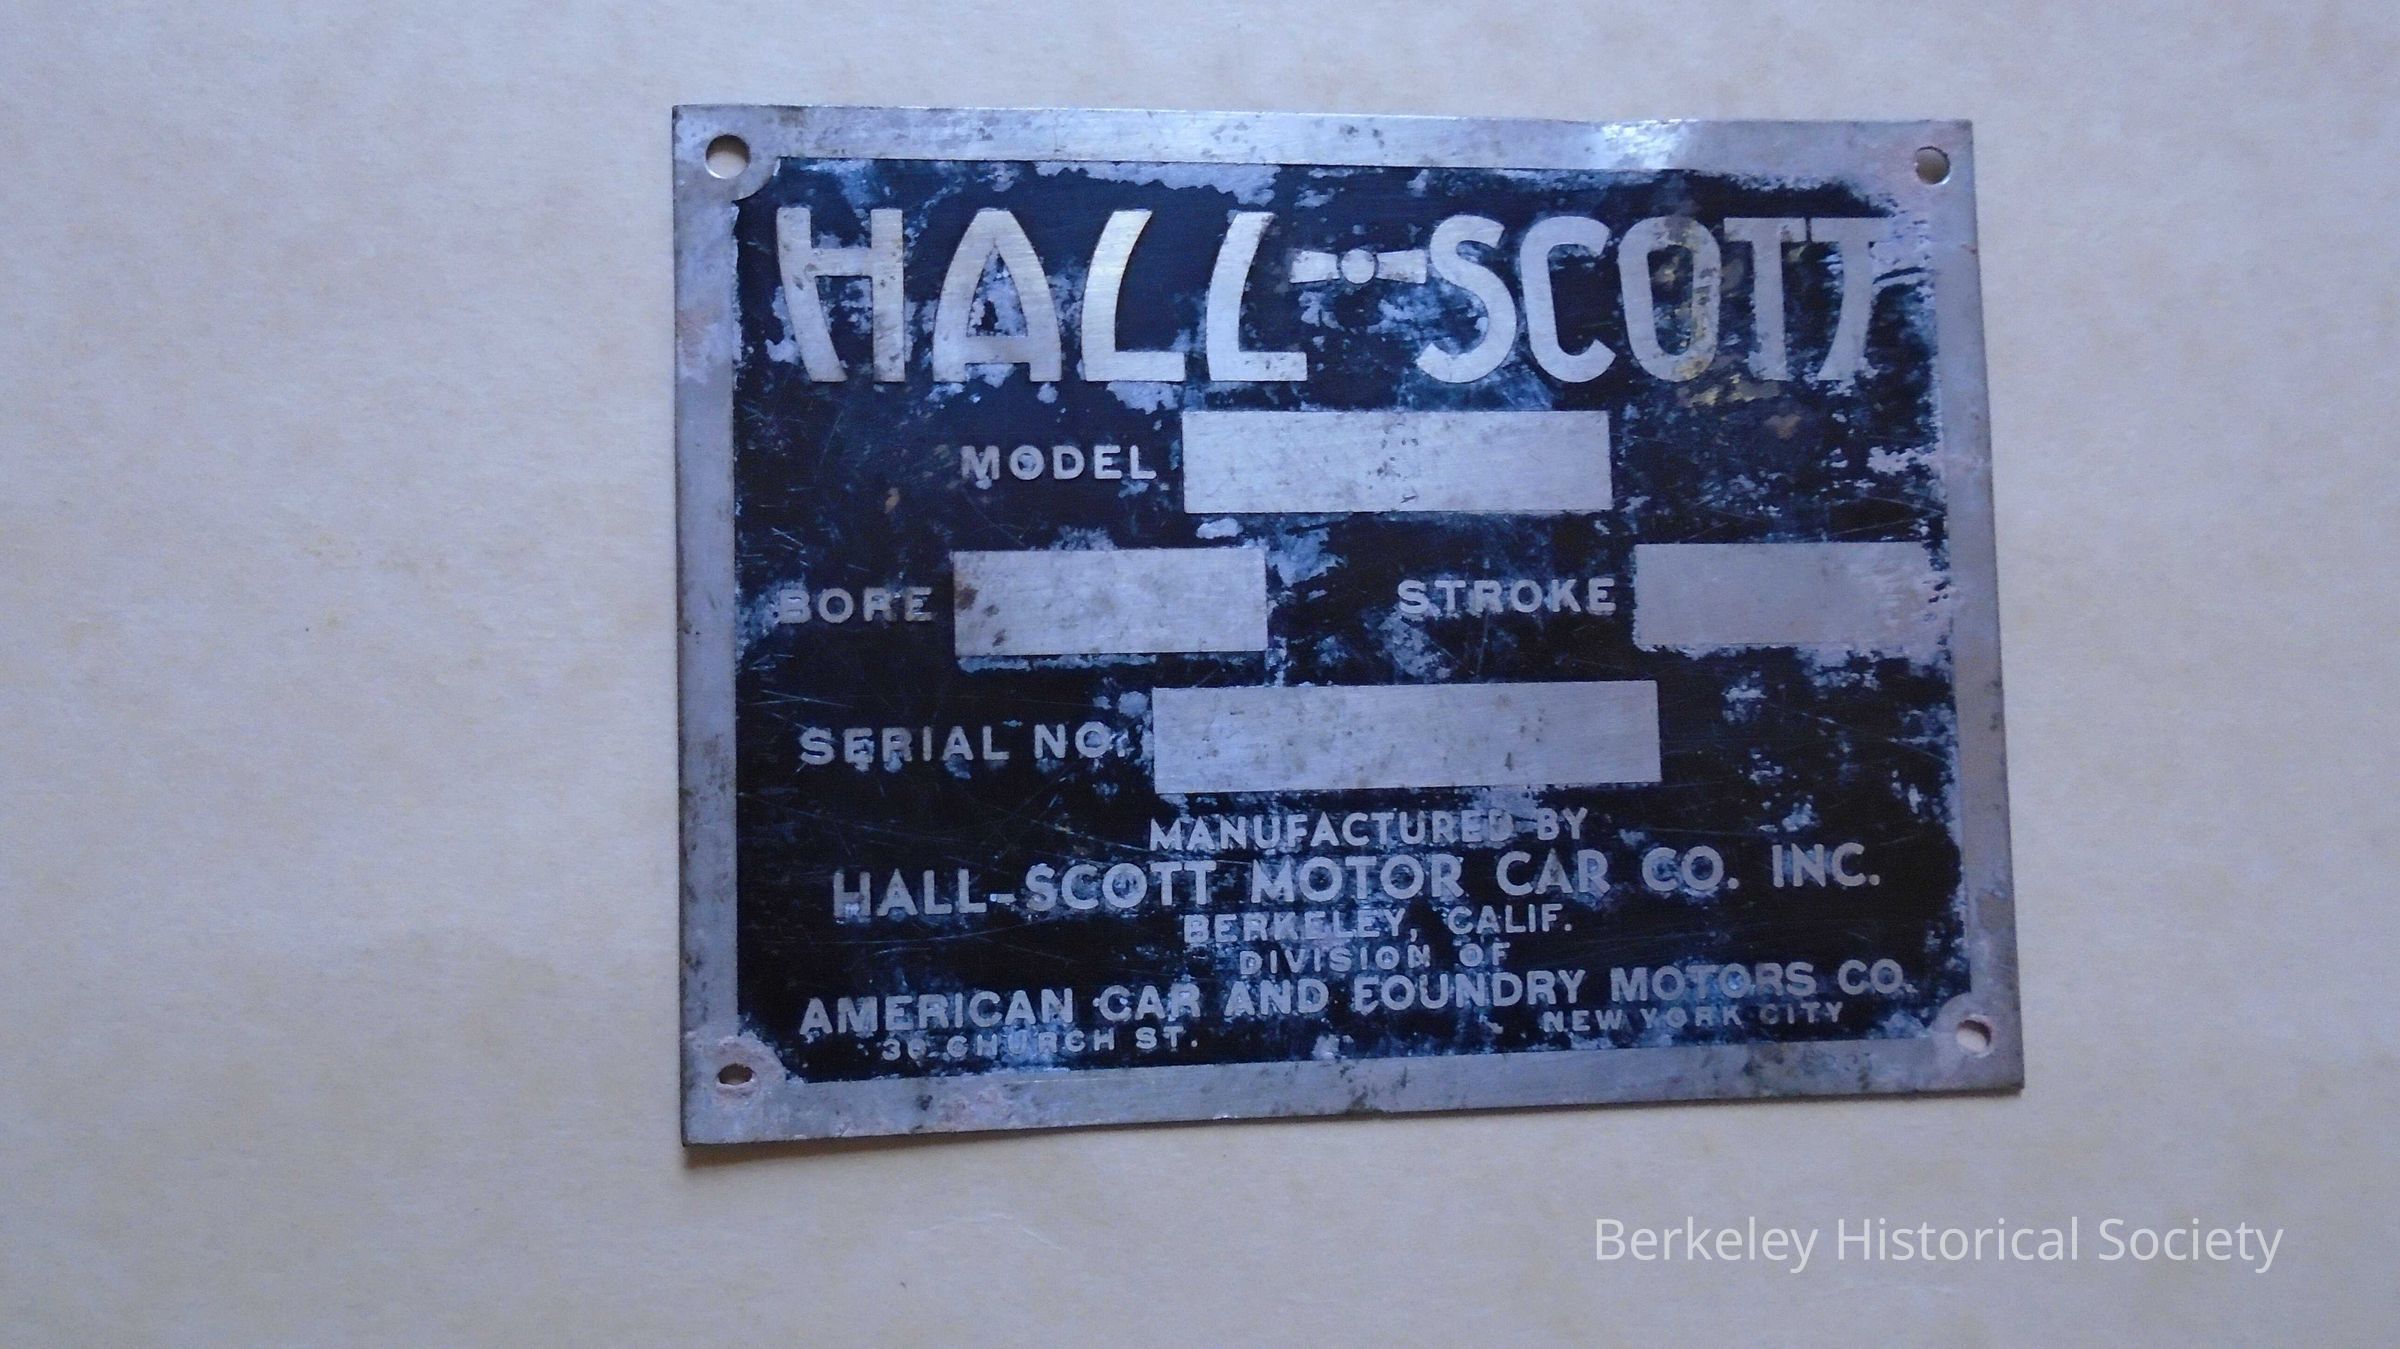 HALL-SCOTT
MODEL
BORE STROKE
SERIAL NO.
MANUFACTURED BY
HALL-SCOTT MOTOR CAR CO. INC.
BERKELEY, CALIF.
DIVISION OF
AMERICAN CAR AND FOUNDRY MOTORS CO.
30 CHURCH ST. NEW YORK CITY
Berkeley Historical Society